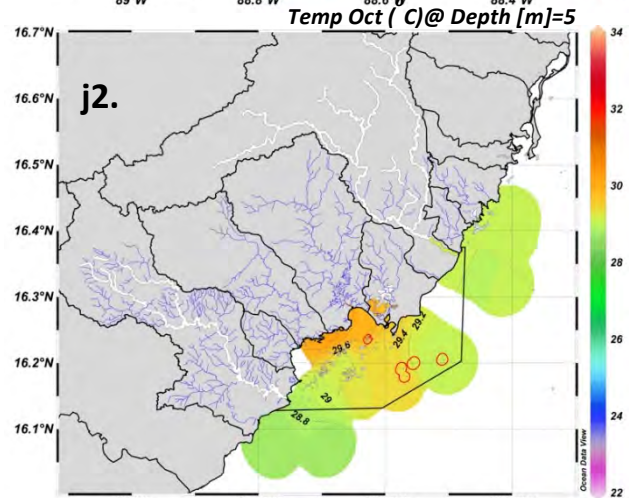 89°W 88.8°W 88.6°W 88.4°W
Temp Oct ( C)@ Depth [m]=5
j2.
16.7°N
16.6°N
16.5°N
16.4°N
16.3°N
16.2°N
16.1°N
29.6
29.4
29.2
29
28.8
34
32
30
28
26
24
22
Ocean Data View